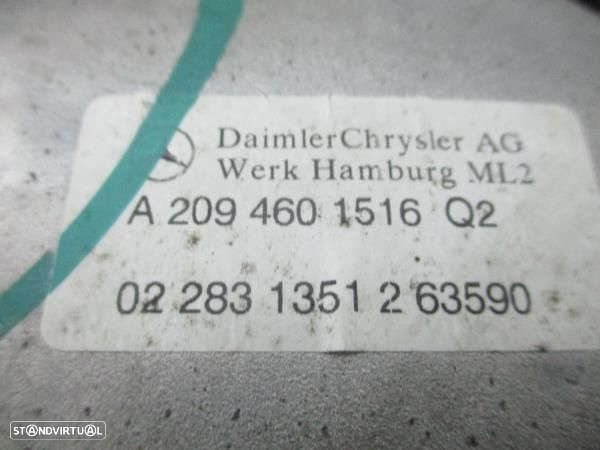 DaimlerChrysler AG
Werk Hamburg ML2
A 209 460 1516 Q2
02 283 1351 2 63590
STANDVIRTUAL